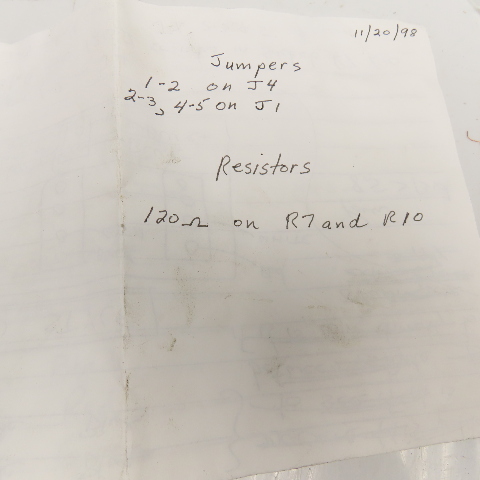 11/20/98
Jumpers
1-2 on J4
2-3, 4-5 on J1
Resistors
120Ω on R7 and R10